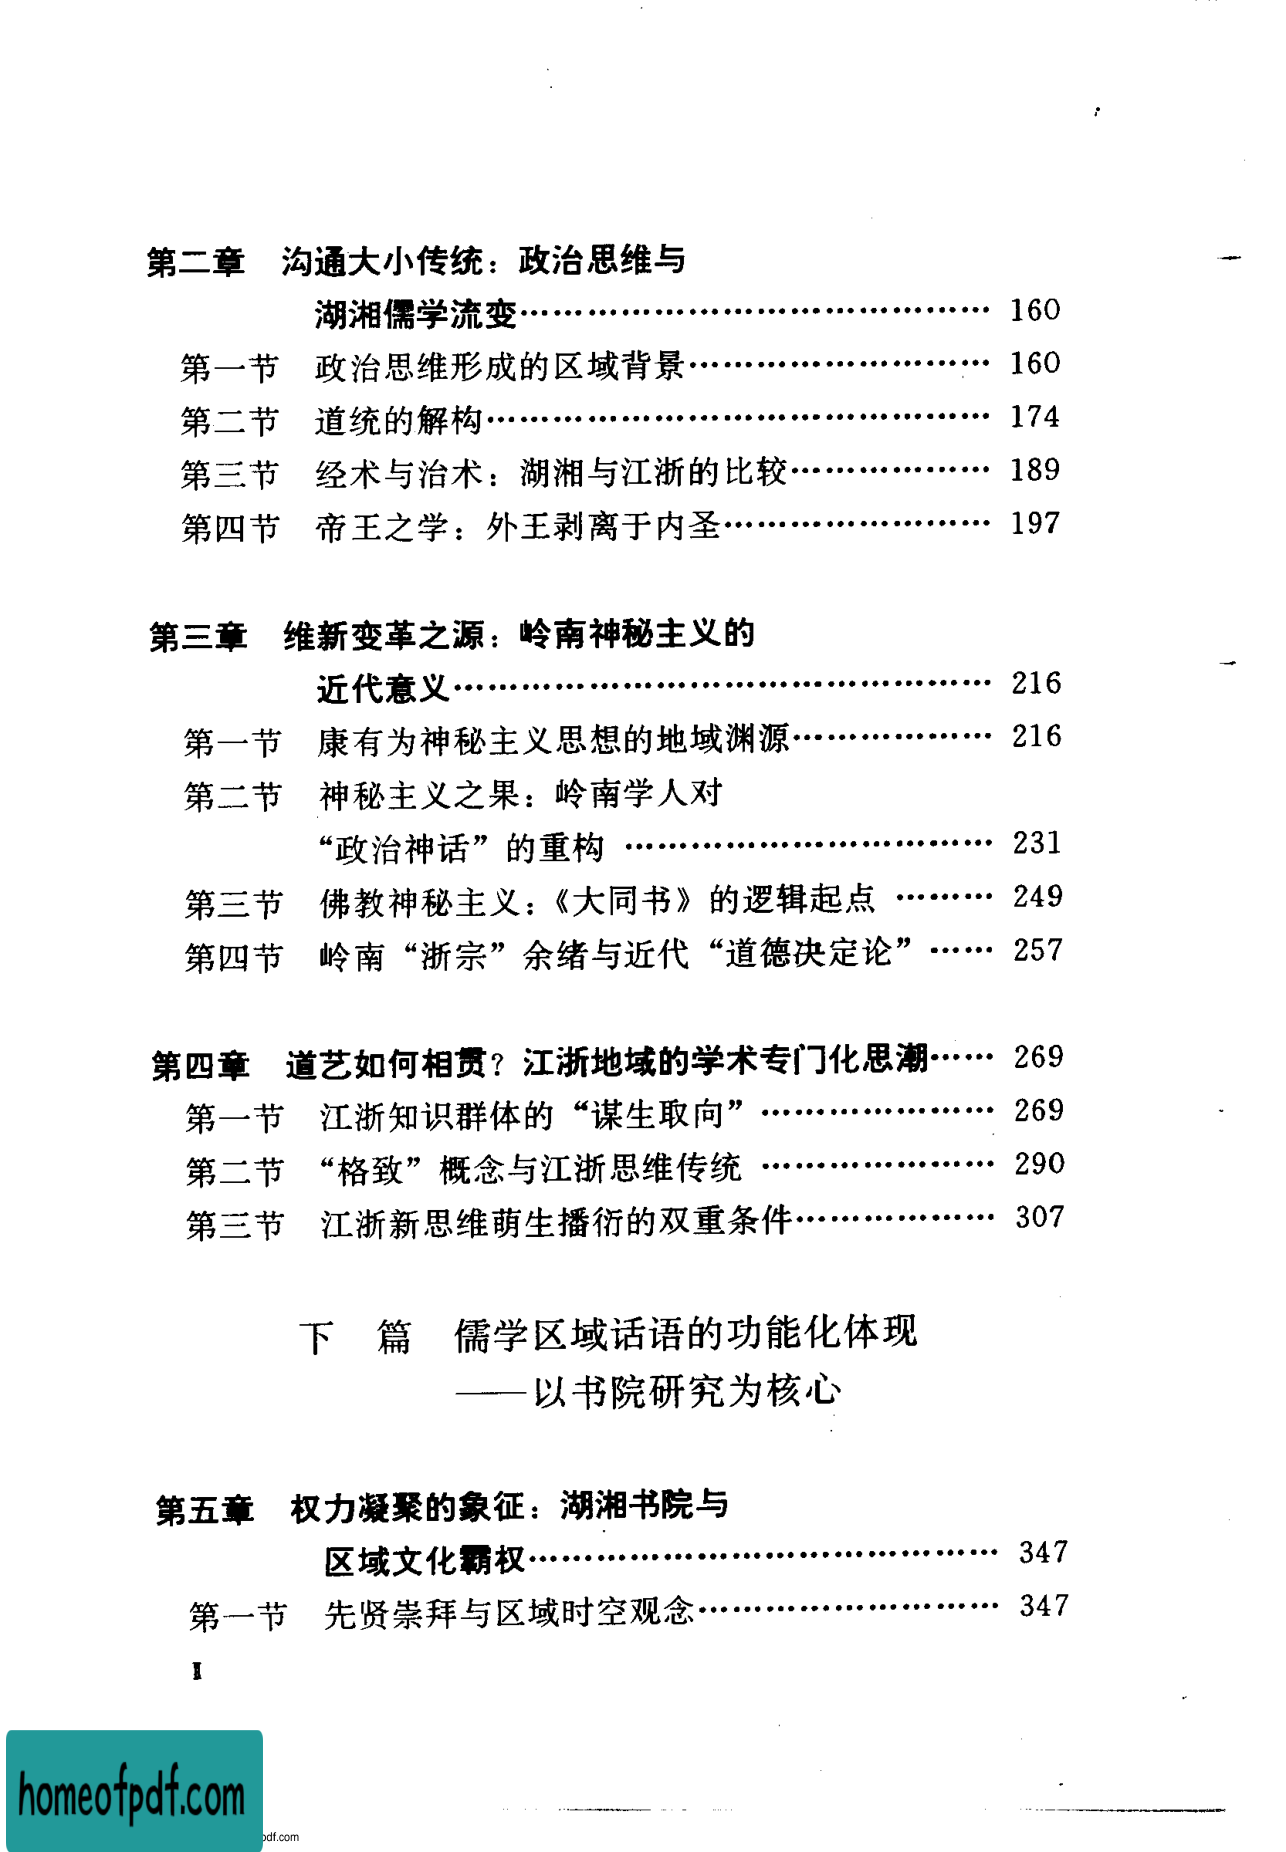 第二章 沟通大小传统：政治思维与
湖湘儒学流变…………………………………… 160
第一节 政治思维形成的区域背景……………………… 160
第二节 道统的解构……………………………………… 174
第三节 经术与治术：湖湘与江浙的比较……………… 189
第四节 帝王之学：外王剥离于内圣…………………… 197
第三章 维新变革之源：岭南神秘主义的
近代意义………………………………………… 216
第一节 康有为神秘主义思想的地域渊源……………… 216
第二节 神秘主义之果：岭南学人对
“政治神话”的重构 …………………………… 231
第三节 佛教神秘主义：《大同书》的逻辑起点 ……… 249
第四节 岭南“浙宗”余绪与近代“道德决定论” …… 257
第四章 道艺如何相贯？江浙地域的学术专门化思潮…… 269
第一节 江浙知识群体的“谋生取向” ………………… 269
第二节 “格致”概念与江浙思维传统 ………………… 290
第三节 江浙新思维萌生播衍的双重条件……………… 307
下 篇 儒学区域话语的功能化体现
——以书院研究为核心
第五章 权力凝聚的象征：湖湘书院与
区域文化霸权…………………………………… 347
第一节 先贤崇拜与区域时空观念……………………… 347
II
homeofpdf.com
pdf.com